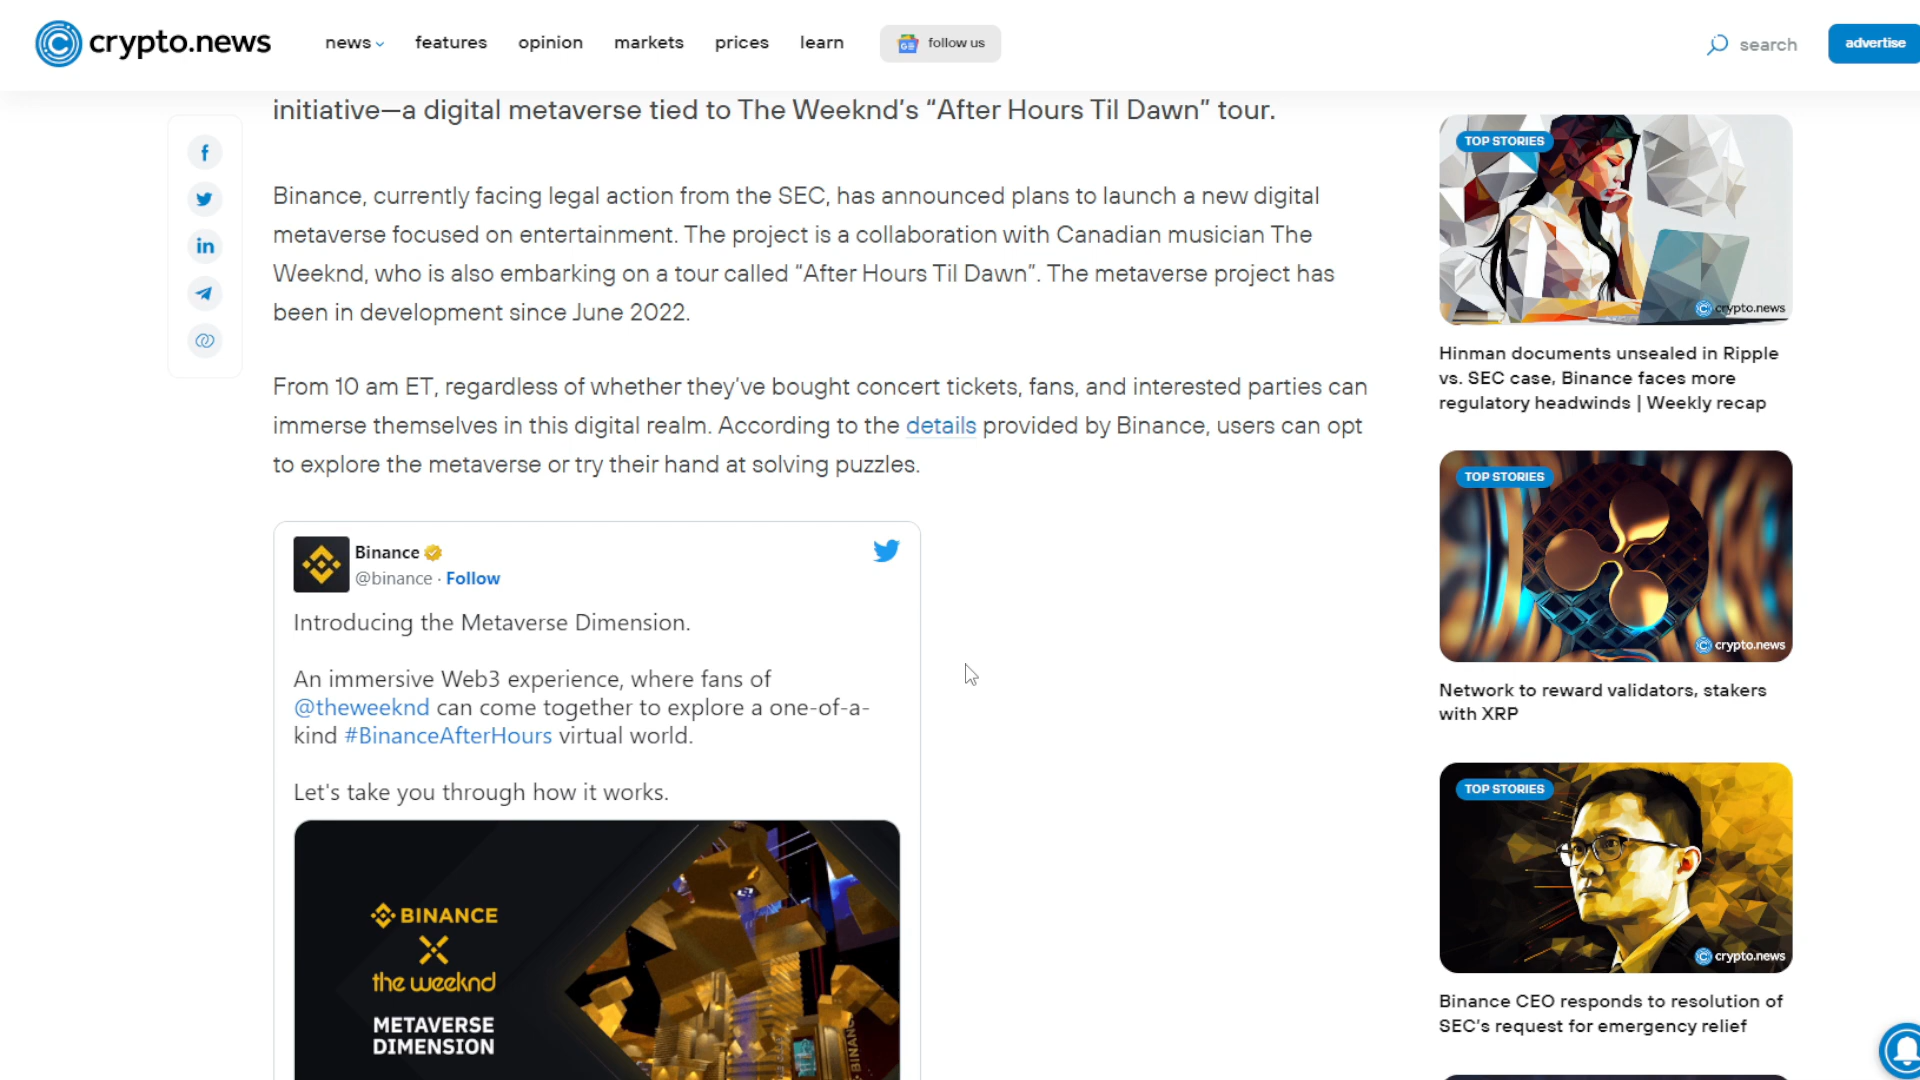 crypto.news
news
features
opinion
markets
prices
learn
follow us
search
advertise
initiative—a digital metaverse tied to The Weeknd’s “After Hours Til Dawn” tour.
Binance, currently facing legal action from the SEC, has announced plans to launch a new digital
metaverse focused on entertainment. The project is a collaboration with Canadian musician The
Weeknd, who is also embarking on a tour called “After Hours Til Dawn”. The metaverse project has
been in development since June 2022.
From 10 am ET, regardless of whether they’ve bought concert tickets, fans, and interested parties can
immerse themselves in this digital realm. According to the details provided by Binance, users can opt
to explore the metaverse or try their hand at solving puzzles.
Binance
@binance · Follow
Introducing the Metaverse Dimension.
An immersive Web3 experience, where fans of
@theweeknd can come together to explore a one-of-a-
kind #BinanceAfterHours virtual world.
Let's take you through how it works.
BINANCE
the weeknd
METAVERSE
DIMENSION
BINANC
TOP STORIES
crypto.news
Hinman documents unsealed in Ripple
vs. SEC case, Binance faces more
regulatory headwinds | Weekly recap
TOP STORIES
crypto.news
Network to reward validators, stakers
with XRP
TOP STORIES
crypto.news
Binance CEO responds to resolution of
SEC’s request for emergency relief